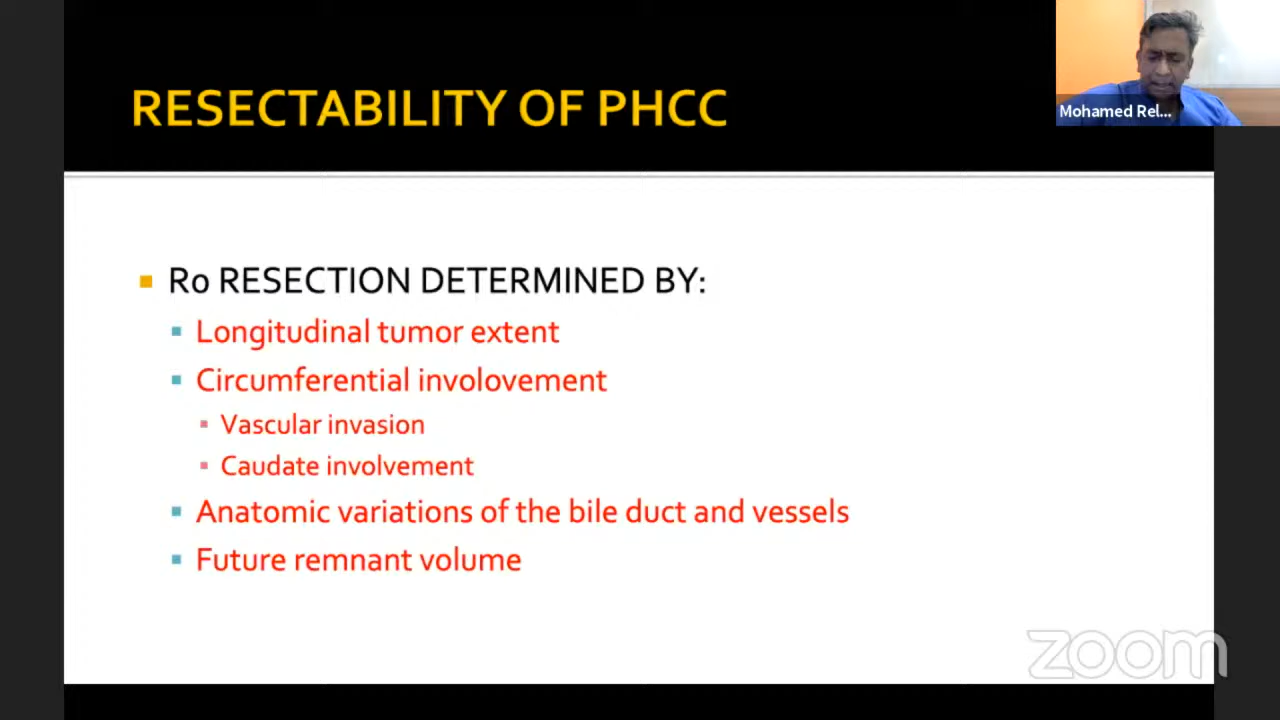 RESECTABILITY OF PHCC
Mohamed Rel...
R0 RESECTION DETERMINED BY:
Longitudinal tumor extent
Circumferential involovement
Vascular invasion
Caudate involvement
Anatomic variations of the bile duct and vessels
Future remnant volume
zoom